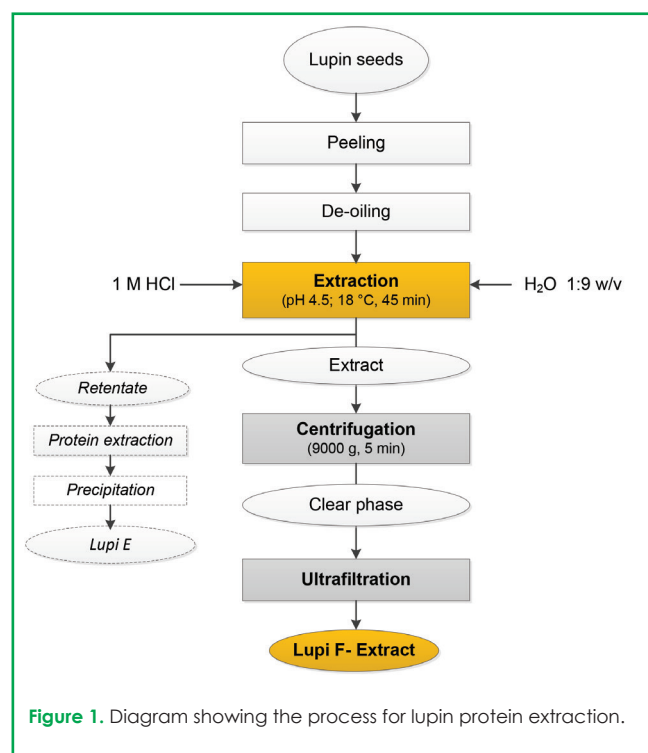 Lupin seeds
Peeling
De-oiling
1 M HCl
Extraction
(pH 4.5; 18 °C, 45 min)
H₂O 1:9 w/v
Retentate
Protein extraction
Precipitation
Lupi E
Extract
Centrifugation
(9000 g, 5 min)
Clear phase
Ultrafiltration
Lupi F- Extract
Figure 1. Diagram showing the process for lupin protein extraction.